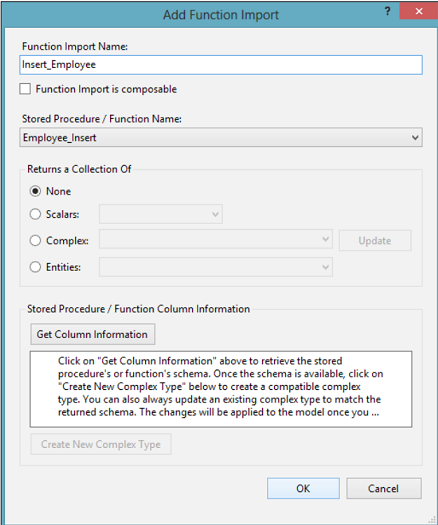 Add Function Import
?
Function Import Name:
Insert_Employee
Function Import is composable
Stored Procedure / Function Name:
Employee_Insert
Returns a Collection Of
None
Scalars:
Complex:
Update
Entities:
Stored Procedure / Function Column Information
Get Column Information
Click on "Get Column Information" above to retrieve the stored
procedure's or function's schema. Once the schema is available, click on
"Create New Complex Type" below to create a compatible complex
type. You can also always update an existing complex type to match the
returned schema. The changes will be applied to the model once you ...
Create New Complex Type
OK Cancel